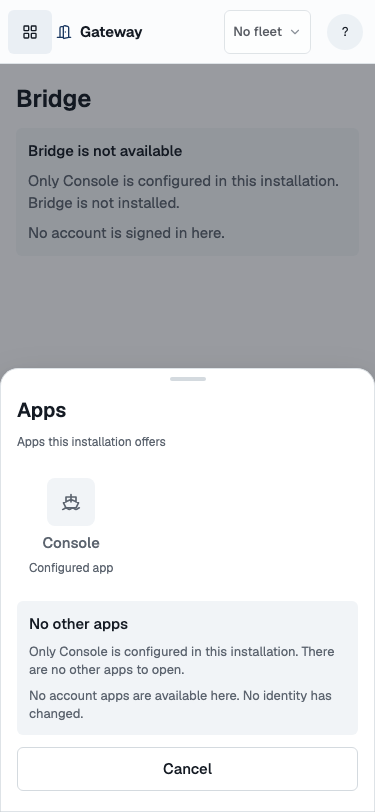 Gateway
No fleet
?
Bridge
Bridge is not available
Only Console is configured in this installation.
Bridge is not installed.
No account is signed in here.
Apps
Apps this installation offers
Console
Configured app
No other apps
Only Console is configured in this installation. There
are no other apps to open.
No account apps are available here. No identity has
changed.
Cancel